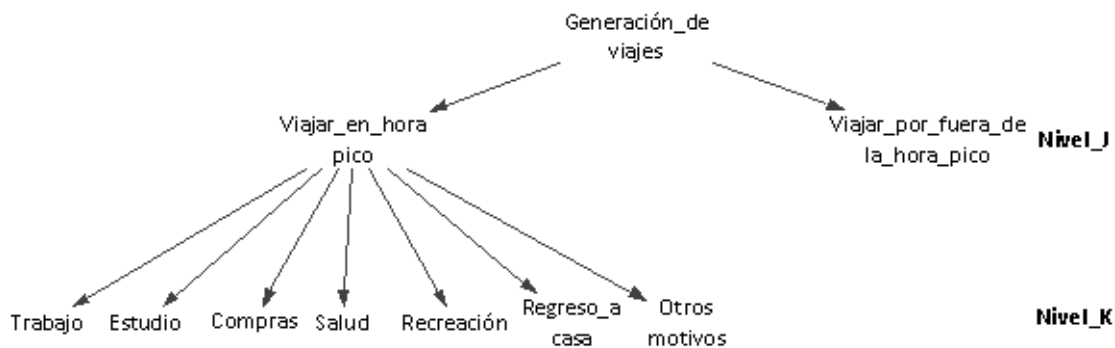 Generación_de
viajes
Viajar_en_hora
pico
Viajar_por_fuera_de
la_hora_pico
Nivel_J
Trabajo
Estudio
Compras
Salud
Recreación
Regreso_a
casa
Otros
motivos
Nivel_K